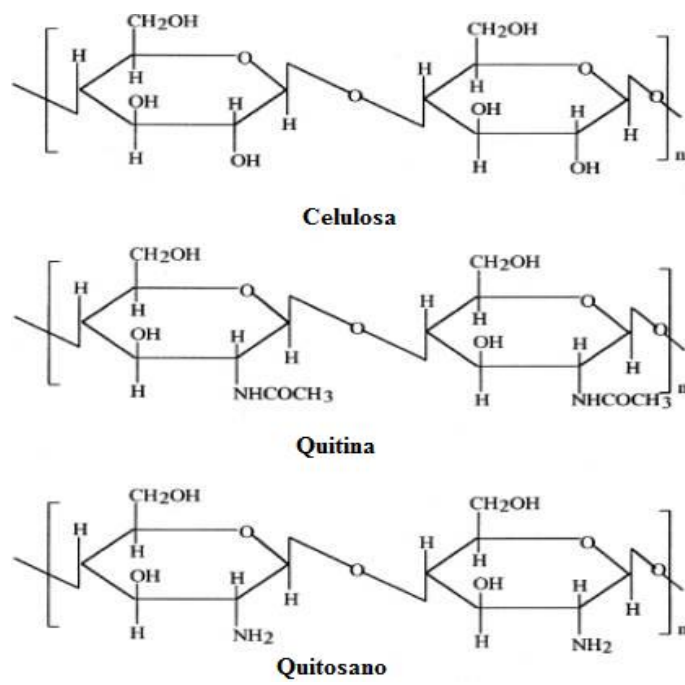 CH2OH CH2OH
H O H O
H H
OH H O OH H O
H H
H OH H OH n
Celulosa
CH2OH CH2OH
H O H O
H H
OH H O OH H O
H H
H NHCOCH3 H NHCOCH3 n
Quitina
CH2OH CH2OH
H O H O
H H
OH H O OH H O
H H
H NH2 H NH2 n
Quitosano